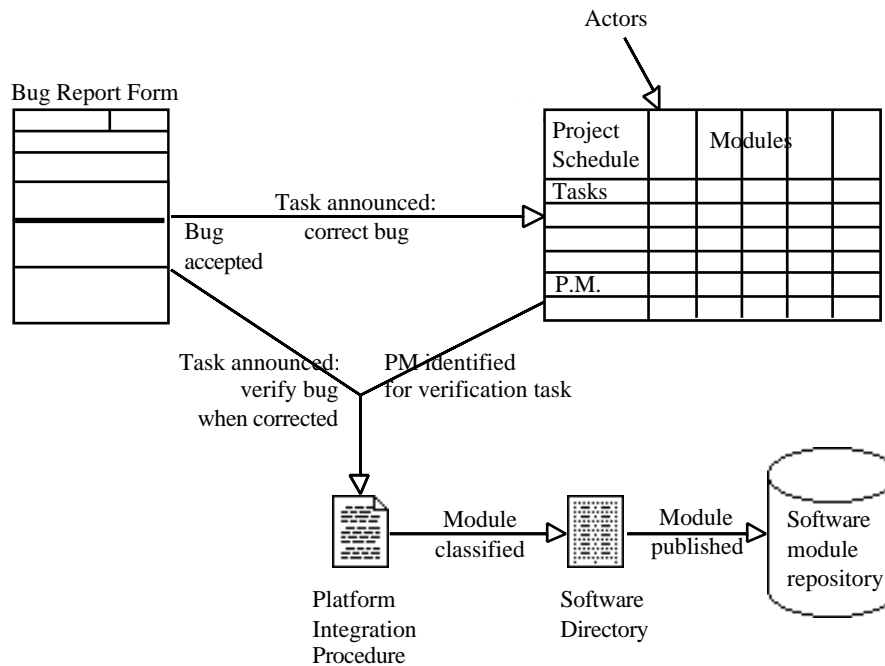 Actors
Bug Report Form
Project
Schedule
Modules
Tasks
Task announced:
correct bug
Bug
accepted
P.M.
Task announced:
verify bug
when corrected
PM identified
for verification task
Module
classified
Module
published
Software
module
repository
Platform
Integration
Procedure
Software
Directory